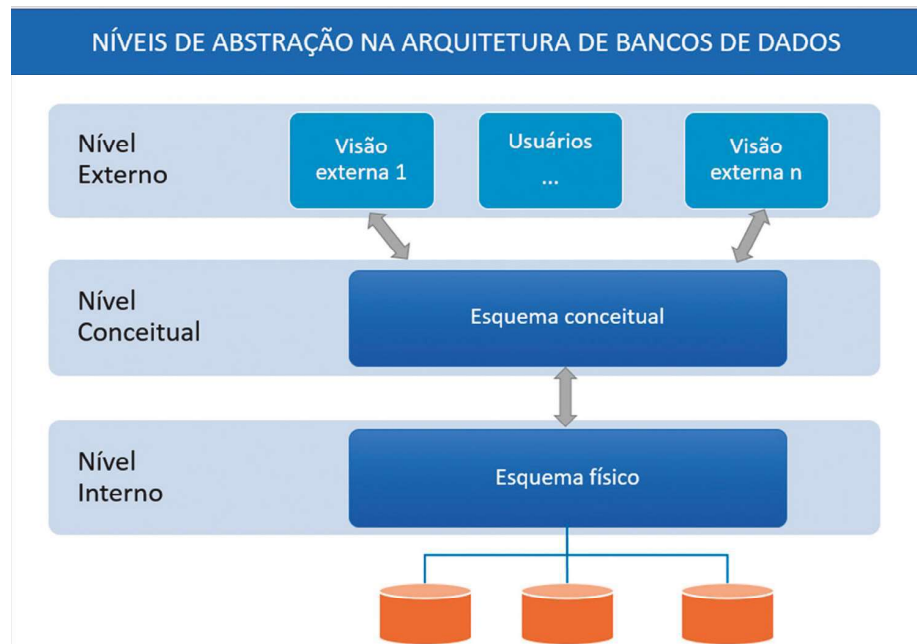 NÍVEIS DE ABSTRAÇÃO NA ARQUITETURA DE BANCOS DE DADOS
Nível
Externo
Visão
externa 1
Usuários
...
Visão
externa n
Nível
Conceitual
Esquema conceitual
Nível
Interno
Esquema físico